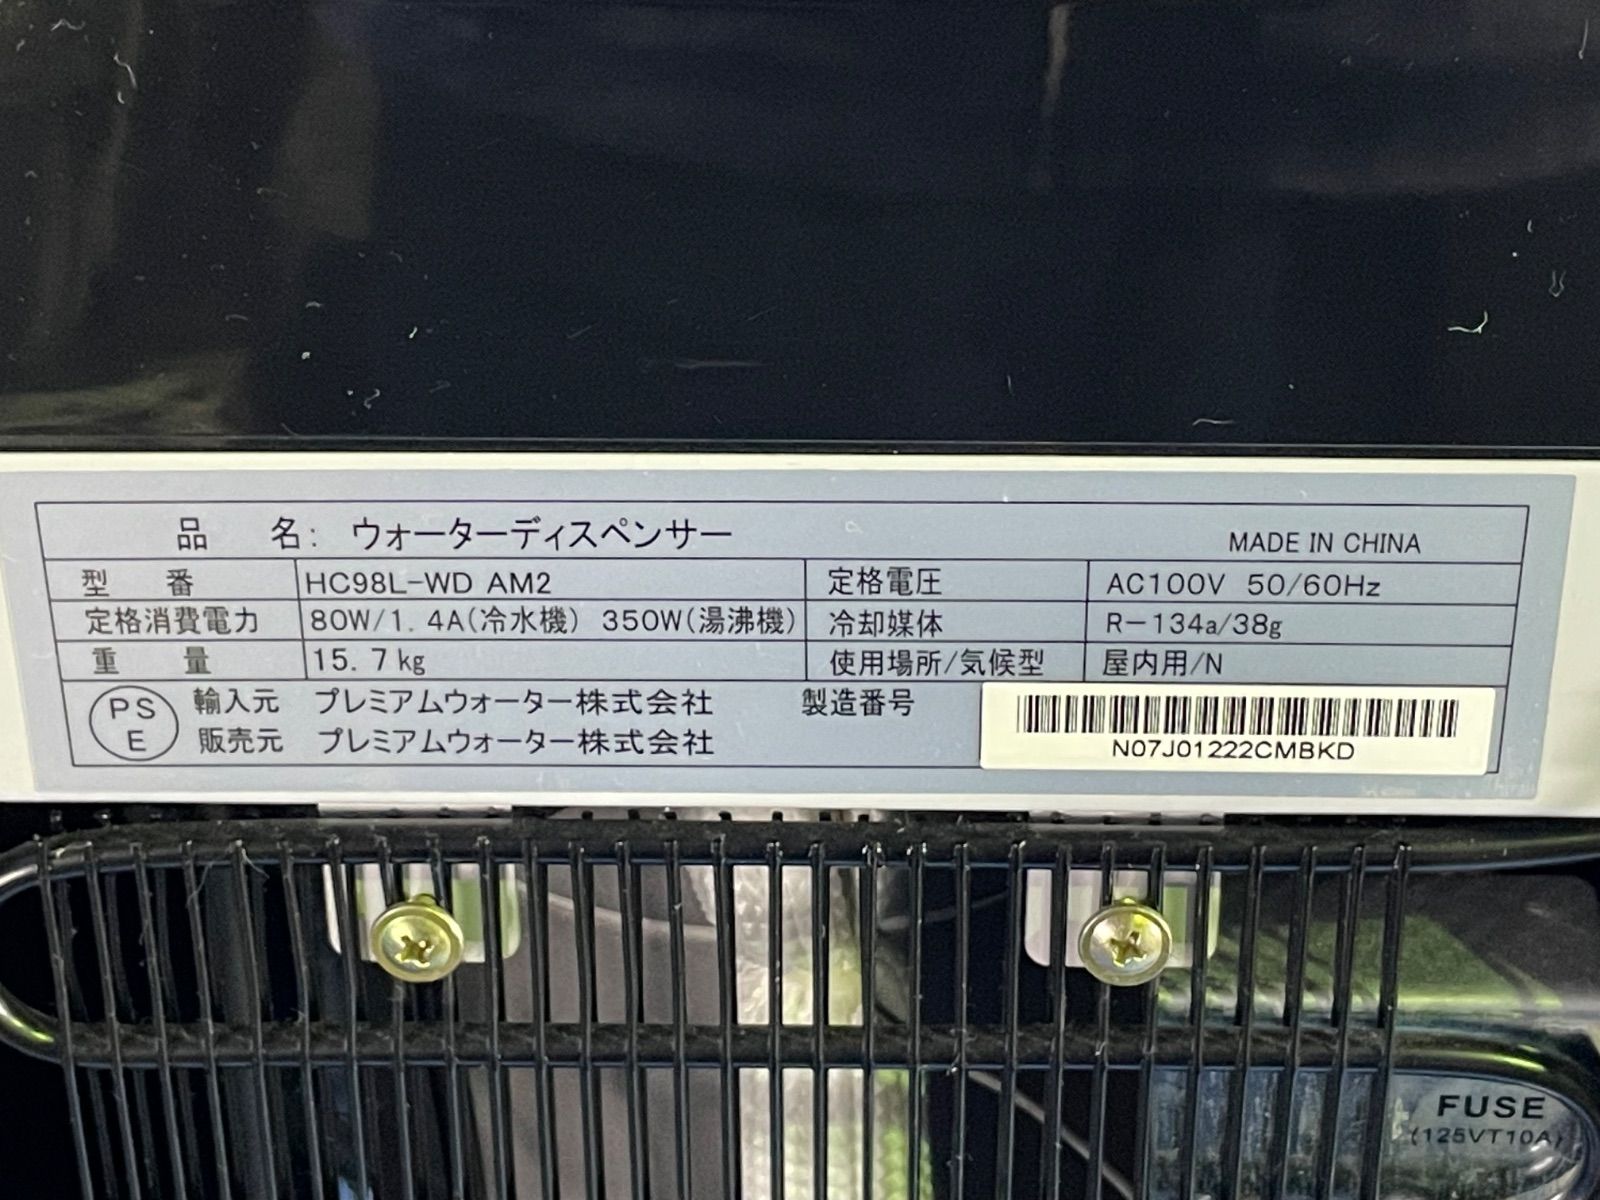 品 名: ウォーターディスペンサー MADE IN CHINA
型 番 HC98L-WD AM2 定格電圧 AC100V 50/60Hz
定格消費電力 80W/1.4A(冷水機) 350W(湯沸機) 冷却媒体 R-134a/38g
重 量 15.7kg 使用場所/気候型 屋内用/N
PS
E
輸入元 プレミアムウォーター株式会社 製造番号
販売元 プレミアムウォーター株式会社
N07J01222CMBKD
FUSE
(125VT10A)